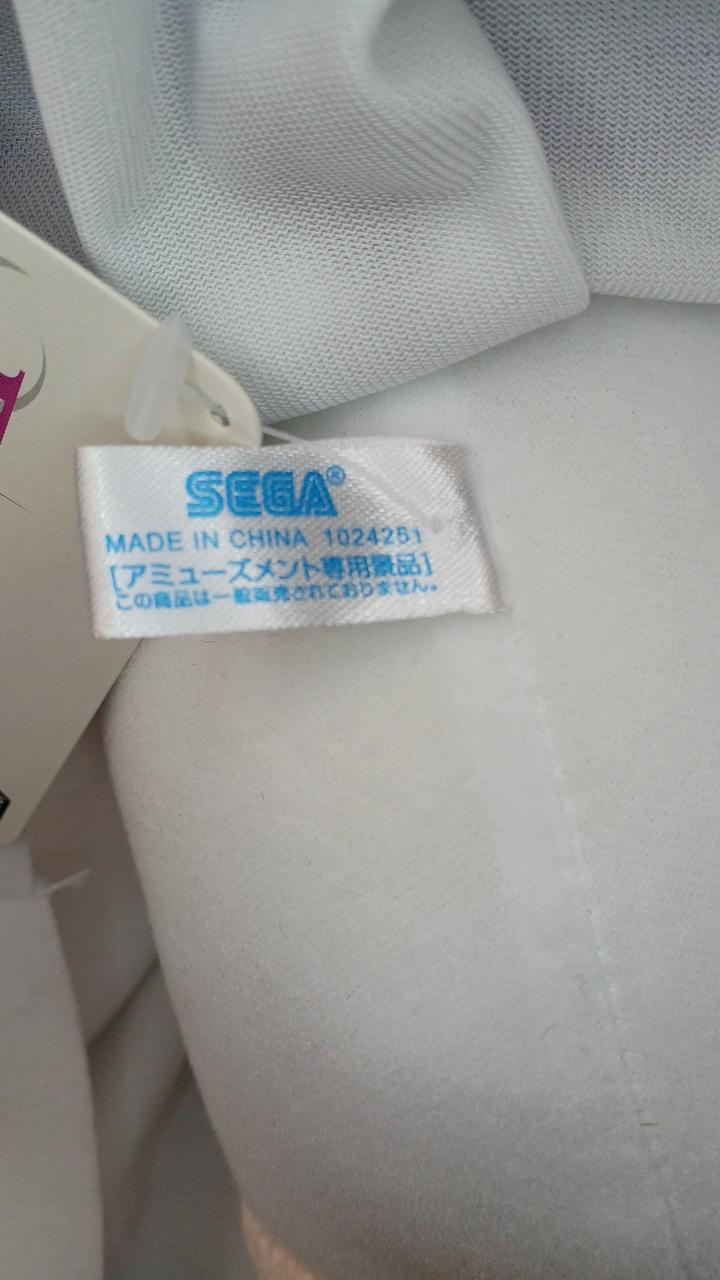 SEGA®
MADE IN CHINA 1024251
[アミューズメント専用景品]
この商品は一般販売されておりません。